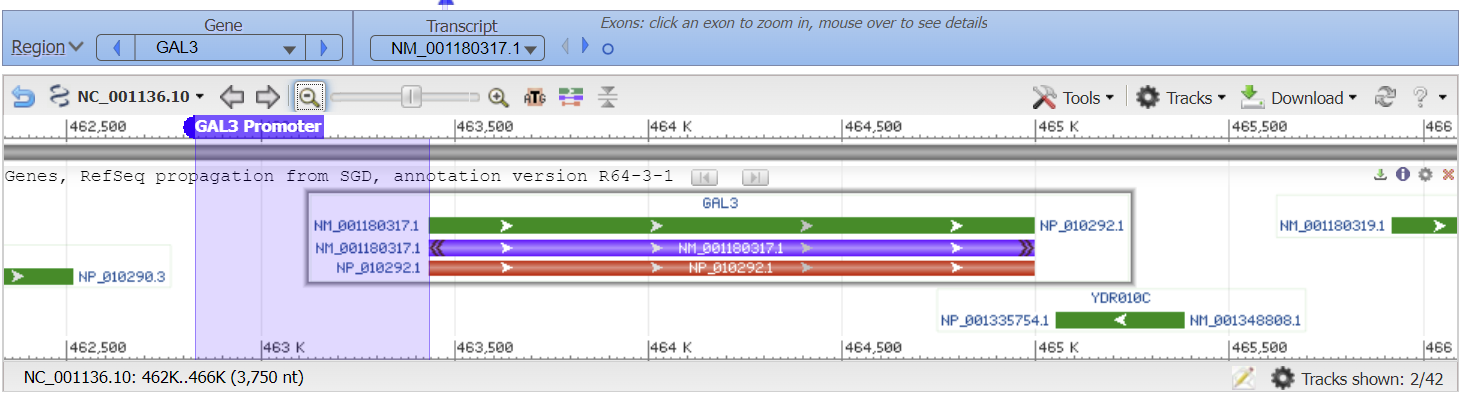 Gene
Transcript
Exons: click an exon to zoom in, mouse over to see details
Region
GAL3
NM_001180317.1
NC_001136.10
ATG
Tools
Tracks
Download
?
462,500
GAL3 Promoter
463,500
464 K
464,500
465 K
465,500
466
Genes, RefSeq propagation from SGD, annotation version R64-3-1
GAL3
NM_001180317.1
NP_010292.1
NM_001180319.1
NM_001180317.1
NM_001180317.1
NP_010292.1
NP_010292.1
NP_010290.3
YDR010C
NP_001335754.1
NM_001348808.1
462,500
463 K
463,500
464 K
464,500
465 K
465,500
466
NC_001136.10: 462K..466K (3,750 nt)
Tracks shown: 2/42